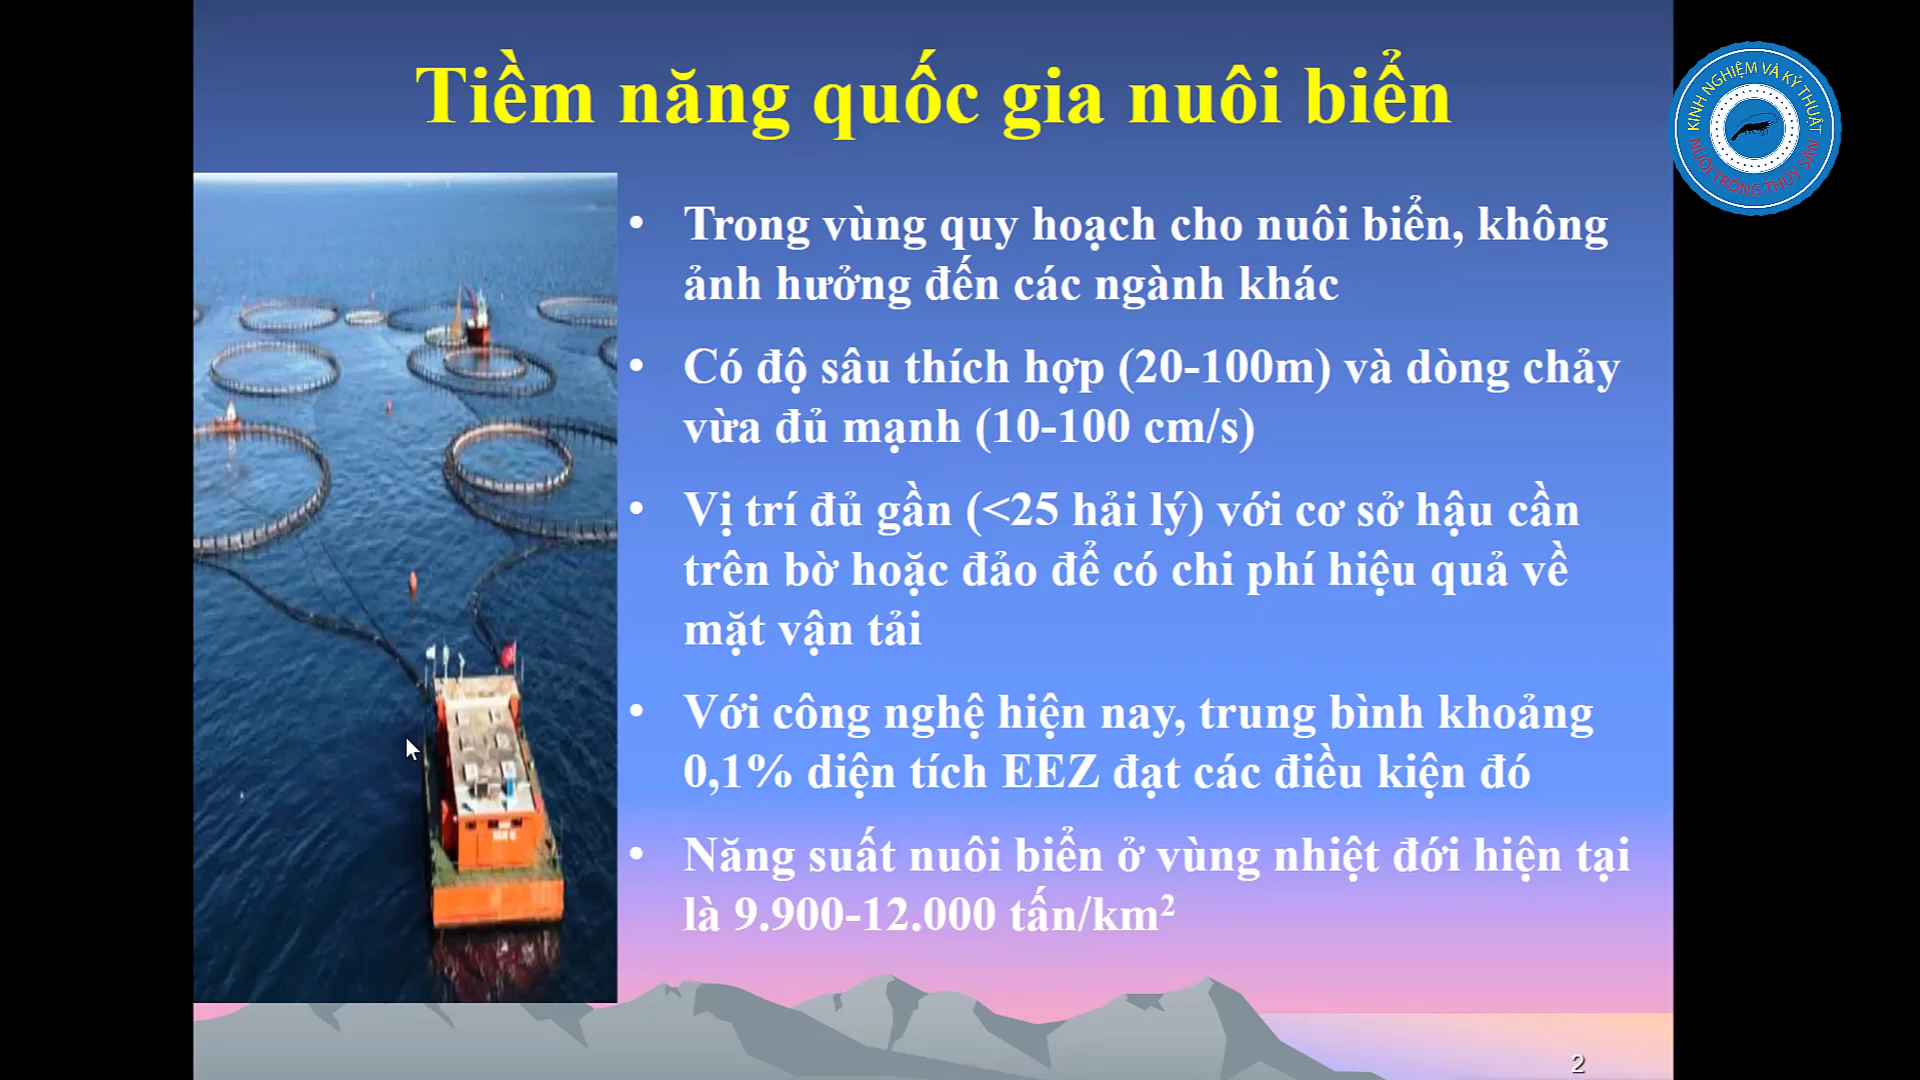 Tiềm năng quốc gia nuôi biển
KINH NGHIỆM VÀ KỸ THUẬT
NUÔI TRỒNG THỦY SẢN
• Trong vùng quy hoạch cho nuôi biển, không
ảnh hưởng đến các ngành khác
• Có độ sâu thích hợp (20-100m) và dòng chảy
vừa đủ mạnh (10-100 cm/s)
• Vị trí đủ gần (<25 hải lý) với cơ sở hậu cần
trên bờ hoặc đảo để có chi phí hiệu quả về
mặt vận tải
• Với công nghệ hiện nay, trung bình khoảng
0,1% diện tích EEZ đạt các điều kiện đó
• Năng suất nuôi biển ở vùng nhiệt đới hiện tại
là 9.900-12.000 tấn/km²
2